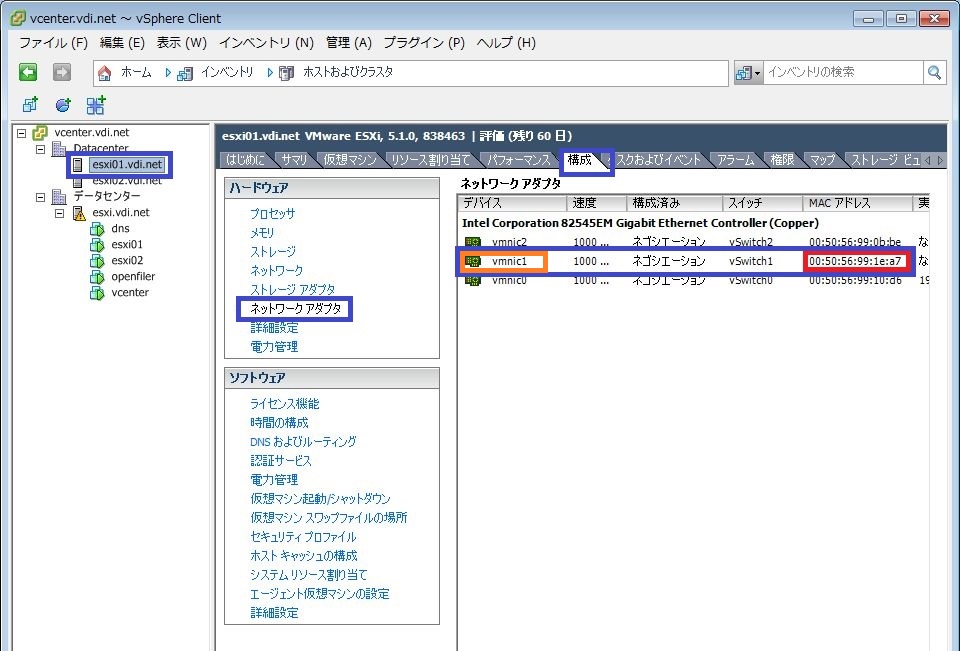 vcenter.vdi.net ～ vSphere Client
ファイル (F) 編集 (E) 表示 (W) インベントリ (N) 管理 (A) プラグイン (P) ヘルプ (H)
ホーム インベントリ ホストおよびクラスタ インベントリの検索
vcenter.vdi.net
Datacenter
esxi01.vdi.net
esxi02.vdi.net
データセンター
esxi.vdi.net
dns
esxi01
esxi02
openfiler
vcenter
esxi01.vdi.net VMware ESXi, 5.1.0, 838463 | 評価 (残り 60 日)
はじめに サマリ 仮想マシン リソース割り当て パフォーマンス 構成 スクおよびイベント アラーム 権限 マップ ストレージ ビュ
ハードウェア
プロセッサ
メモリ
ストレージ
ネットワーク
ストレージ アダプタ
ネットワーク アダプタ
詳細設定
電力管理
ソフトウェア
ライセンス機能
時間の構成
DNS およびルーティング
認証サービス
電力管理
仮想マシン起動/シャットダウン
仮想マシン スワップファイルの場所
セキュリティ プロファイル
ホスト キャッシュの構成
システム リソース割り当て
エージェント仮想マシンの設定
詳細設定
ネットワーク アダプタ
デバイス 速度 構成済み スイッチ MAC アドレス 実
Intel Corporation 82545EM Gigabit Ethernet Controller (Copper)
vmnic2 1000 ... ネゴシエーション vSwitch2 00:50:56:99:0b:be な
vmnic1 1000 ... ネゴシエーション vSwitch1 00:50:56:99:1e:a7 な
vmnic0 1000 ... ネゴシエーション vSwitch0 00:50:56:99:10:d6 19